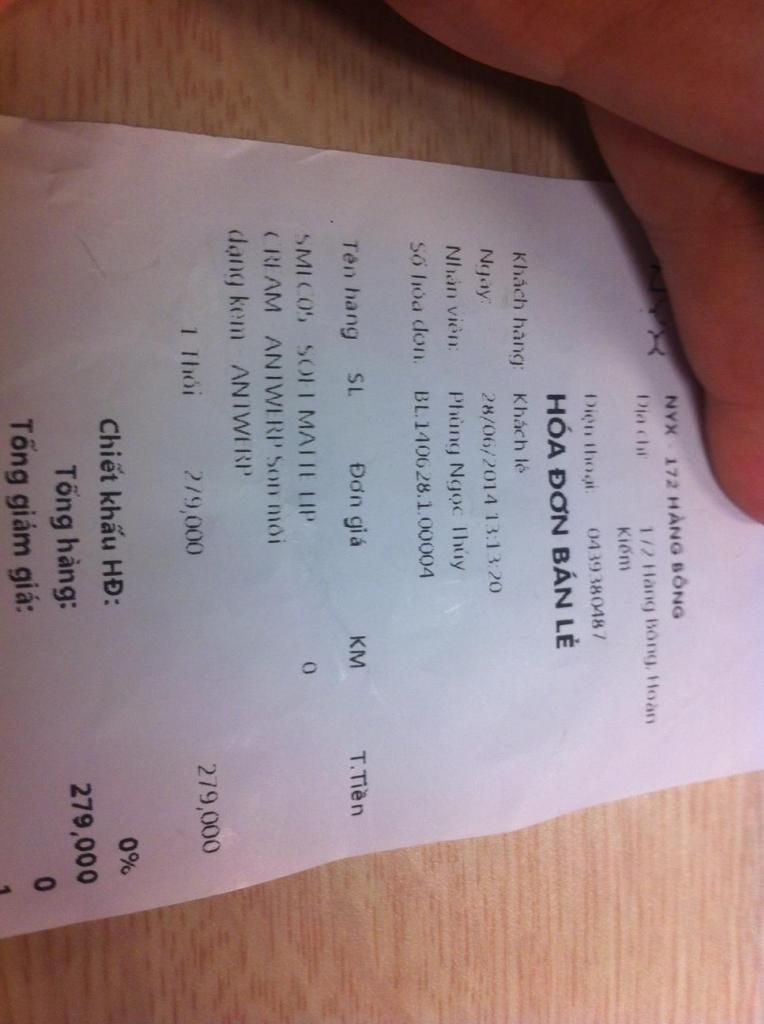 NYX
NYX - 172 HÀNG BÔNG
Địa chỉ: 172 Hàng Bông, Hoàn
Kiếm
Điện thoại: 0439380487
HÓA ĐƠN BÁN LẺ
Khách hàng: Khách lẻ
Ngày: 28/06/2014 13:13:20
Nhân viên: Phùng Ngọc Thúy
Số hóa đơn: BL140628.1.00004
Tên hàng SL Đơn giá KM T.Tiền
SMLC05 - SOFT MATTE LIP 0
CREAM - ANTWERP Son môi
dạng kem - ANTWERP
1 Thỏi 279,000 279,000
Chiết khấu HĐ: 0%
Tổng hàng: 279,000
Tổng giảm giá: 0
1